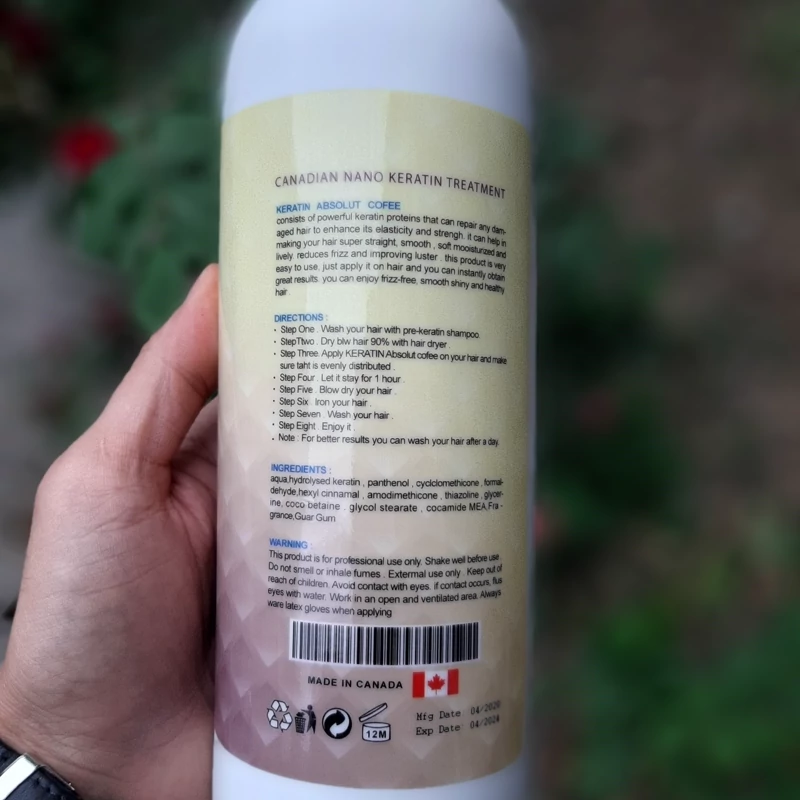 CANADIAN NANO KERATIN TREATMENT
KERATIN ABSOLUT COFEE
consists of powerful keratin proteins that can repair any dam-
aged hair to enhance its elasticity and strengh. it can help in
making your hair super straight, smooth , soft mooisturized and
lively. reduces frizz and improving luster . this product is very
easy to use, just apply it on hair and you can instantly obtain
great results. you can enjoy frizz-free, smooth shiny and healthy
hair
DIRECTIONS :
· Step One . Wash your hair with pre-keratin shampoo
· StepTtwo . Dry blw hair 90% with hair dryer .
· Step Three. Apply KERATIN Absolut cofee on your hair and make
sure taht is evenly distributed .
· Step Four . Let it stay for 1 hour .
· Step Five . Blow dry your hair .
· Step Six . Iron your hair .
· Step Seven . Wash your hair .
· Step Eight . Enjoy it .
· Note : For better results you can wash your hair after a day.
INGREDIENTS :
aqua,hydrolysed keratin , panthenol , cyclclomethicone , formal-
dehyde,hexyl cinnamal , amodimethicone , thiazoline , glycer-
ine, coco betaine . glycol stearate , cocamide MEA,Fra -
grance,Guar Gum
WARNING :
This product is for professional use only. Shake well before use
Do not smell or inhale fumes . Extermal use only . Keep out of
reach of children. Avoid contact with eyes. if contact occurs, flus
eyes with water. Work in an open and ventilated area. Always
ware latex gloves when applying
MADE IN CANADA
12M
Mfg Date 04/2020
Exp Date 04/2024